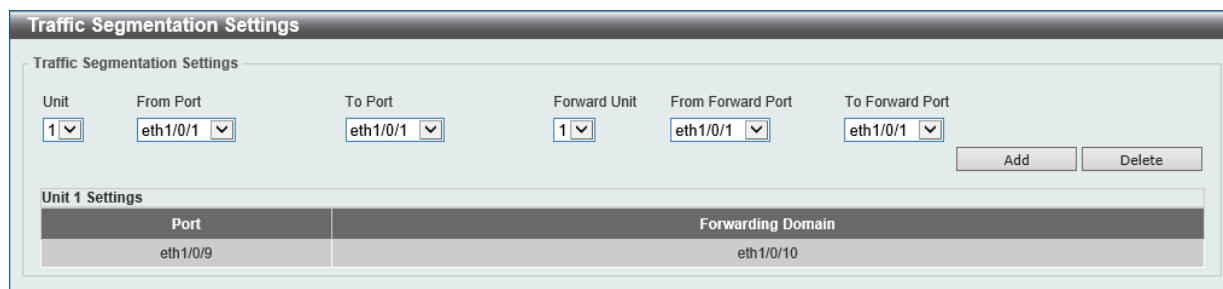 Traffic Segmentation Settings
Traffic Segmentation Settings
Unit From Port To Port Forward Unit From Forward Port To Forward Port
1 eth1/0/1 eth1/0/1 1 eth1/0/1 eth1/0/1
Add Delete
Unit 1 Settings
Port Forwarding Domain
eth1/0/9 eth1/0/10